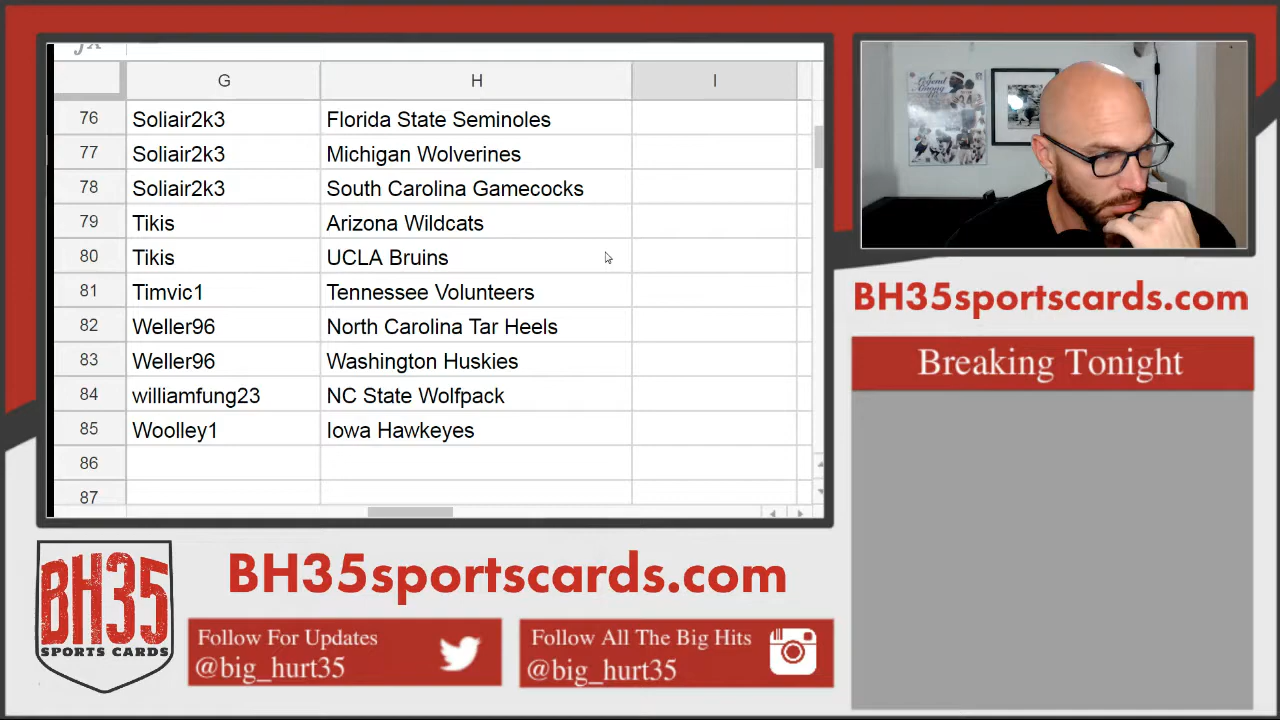 G H I
76 Soliair2k3 Florida State Seminoles
77 Soliair2k3 Michigan Wolverines
78 Soliair2k3 South Carolina Gamecocks
79 Tikis Arizona Wildcats
80 Tikis UCLA Bruins
81 Timvic1 Tennessee Volunteers
82 Weller96 North Carolina Tar Heels
83 Weller96 Washington Huskies
84 williamfung23 NC State Wolfpack
85 Woolley1 Iowa Hawkeyes
86
87
BH35sportscards.com
Breaking Tonight
BH35
SPORTS CARDS
BH35sportscards.com
Follow For Updates
@big_hurt35
Follow All The Big Hits
@big_hurt35